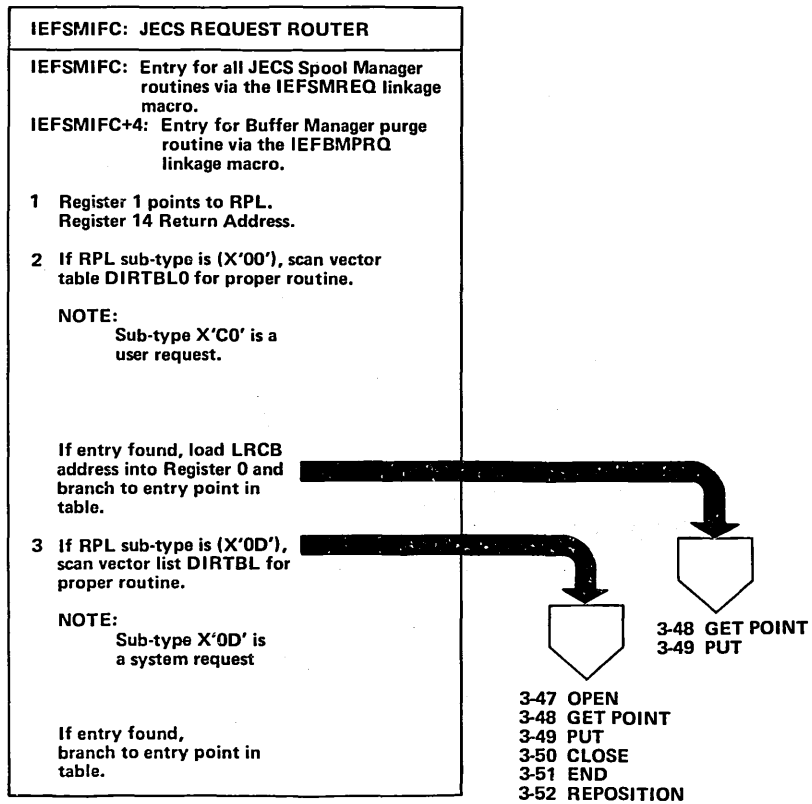 IEFSMIFC: JECS REQUEST ROUTER
IEFSMIFC: Entry for all JECS Spool Manager
routines via the IEFSMREQ linkage
macro.
IEFSMIFC+4: Entry for Buffer Manager purge
routine via the IEFBMPRQ
linkage macro.
1 Register 1 points to RPL.
Register 14 Return Address.
2 If RPL sub-type is (X'00'), scan vector
table DIRTBL0 for proper routine.
NOTE:
Sub-type X'C0' is a
user request.
If entry found, load LRCB
address into Register 0 and
branch to entry point in
table.
3 If RPL sub-type is (X'0D'),
scan vector list DIRTBL for
proper routine.
NOTE:
Sub-type X'0D' is
a system request
If entry found,
branch to entry point in
table.
3-48 GET POINT
3-49 PUT
3-47 OPEN
3-48 GET POINT
3-49 PUT
3-50 CLOSE
3-51 END
3-52 REPOSITION